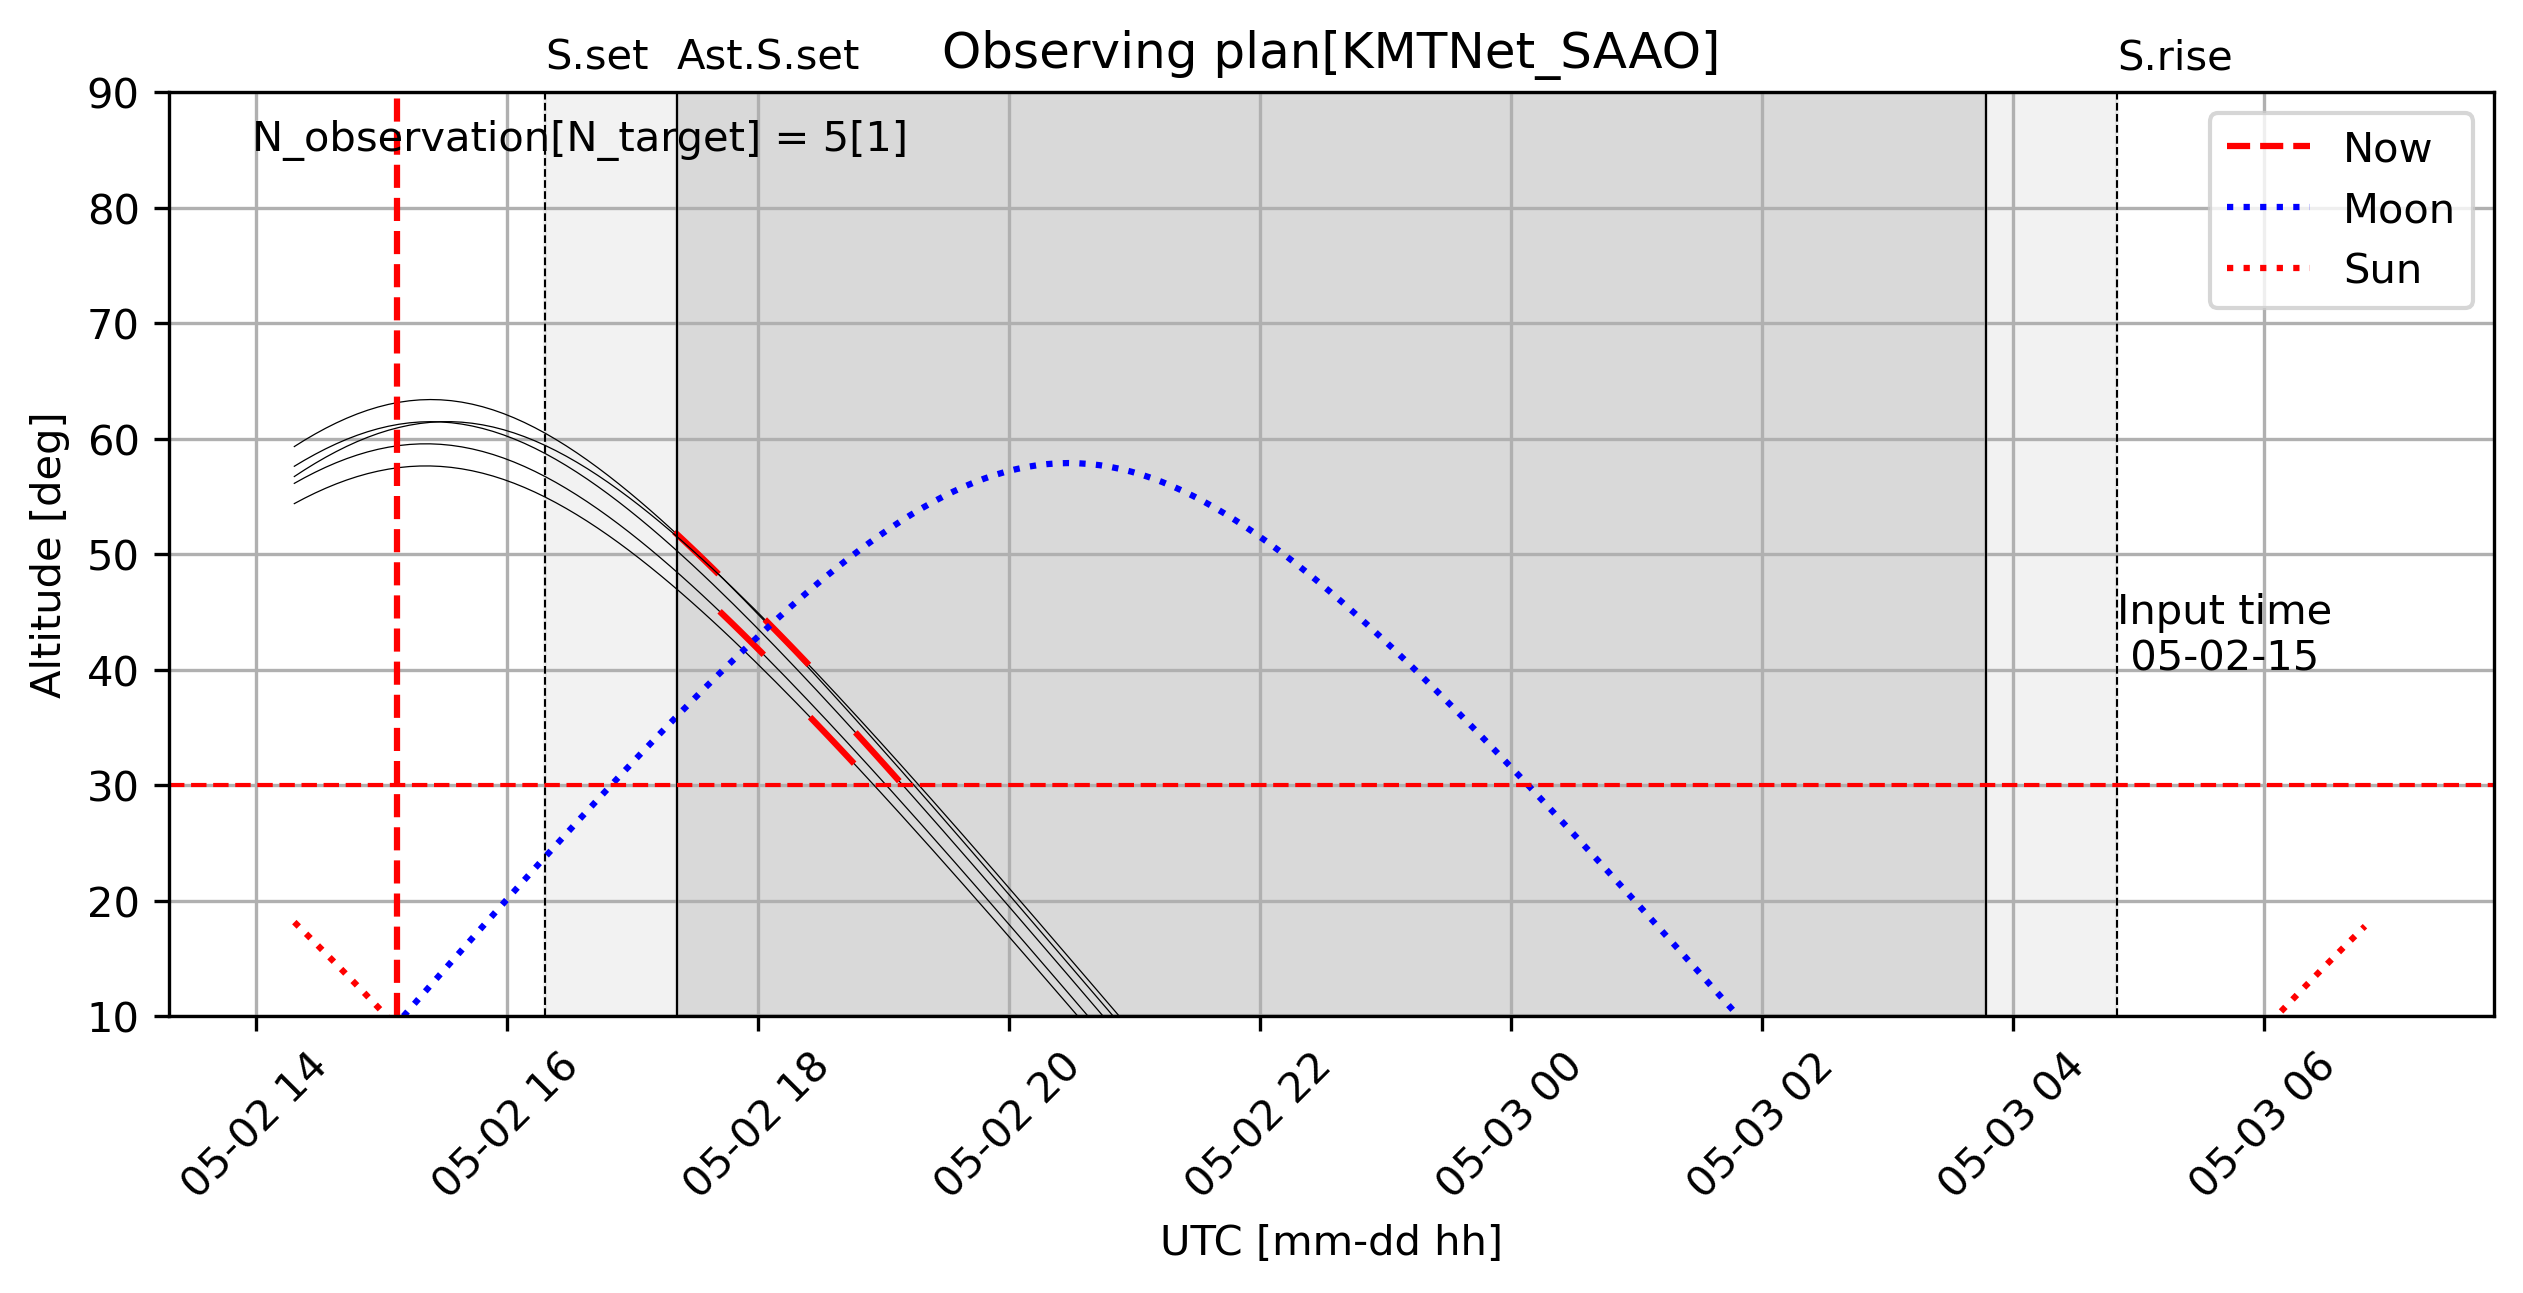 S.set Ast.S.set Observing plan[KMTNet_SAAO] S.rise
N_observation[N_target] = 5[1]
Now
Moon
Sun
Input time
05-02-15
Altitude [deg]
90
80
70
60
50
40
30
20
10
05-02 14
05-02 16
05-02 18
05-02 20
05-02 22
05-03 00
05-03 02
05-03 04
05-03 06
UTC [mm-dd hh]